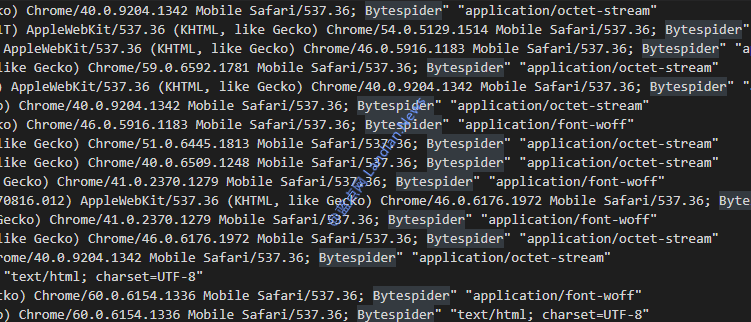 ko) Chrome/40.0.9204.1342 Mobile Safari/537.36; Bytespider" "application/octet-stream"
IT) AppleWebKit/537.36 (KHTML, like Gecko) Chrome/54.0.5129.1514 Mobile Safari/537.36; Bytespider"
AppleWebKit/537.36 (KHTML, like Gecko) Chrome/46.0.5916.1183 Mobile Safari/537.36; Bytespider" "a
like Gecko) Chrome/59.0.6592.1781 Mobile Safari/537.36; Bytespider" "application/octet-stream"
) AppleWebKit/537.36 (KHTML, like Gecko) Chrome/40.0.9204.1342 Mobile Safari/537.36; Bytespider" "
o) Chrome/40.0.9204.1342 Mobile Safari/537.36; Bytespider" "application/octet-stream"
ko) Chrome/46.0.5916.1183 Mobile Safari/537.36; Bytespider" "application/font-woff"
like Gecko) Chrome/51.0.6445.1813 Mobile Safari/537.36; Bytespider" "application/octet-stream"
like Gecko) Chrome/40.0.6509.1248 Mobile Safari/537.36; Bytespider" "application/octet-stream"
Gecko) Chrome/41.0.2370.1279 Mobile Safari/537.36; Bytespider" "application/font-woff"
70816.012) AppleWebKit/537.36 (KHTML, like Gecko) Chrome/46.0.6176.1972 Mobile Safari/537.36; Bytes
Gecko) Chrome/41.0.2370.1279 Mobile Safari/537.36; Bytespider" "application/font-woff"
like Gecko) Chrome/46.0.6176.1972 Mobile Safari/537.36; Bytespider" "application/octet-stream"
hrome/40.0.9204.1342 Mobile Safari/537.36; Bytespider" "application/octet-stream"
"text/html; charset=UTF-8"
cko) Chrome/60.0.6154.1336 Mobile Safari/537.36; Bytespider" "application/font-woff"
o) Chrome/60.0.6154.1336 Mobile Safari/537.36; Bytespider" "text/html; charset=UTF-8"
@蓝点网 Landian.News